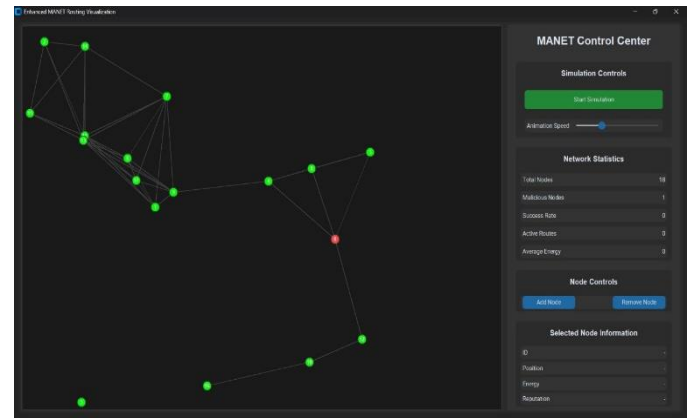 Enhanced MANET Routing Visualization
MANET Control Center
Simulation Controls
Start Simulation
Animation Speed
Network Statistics
Total Nodes
Malicious Nodes 1
Success Rate 0
Active Routes 0
Average Energy 0
Node Controls
Add Node Remove Node
Selected Node Information
ID -
Position -
Energy -
Reputation -